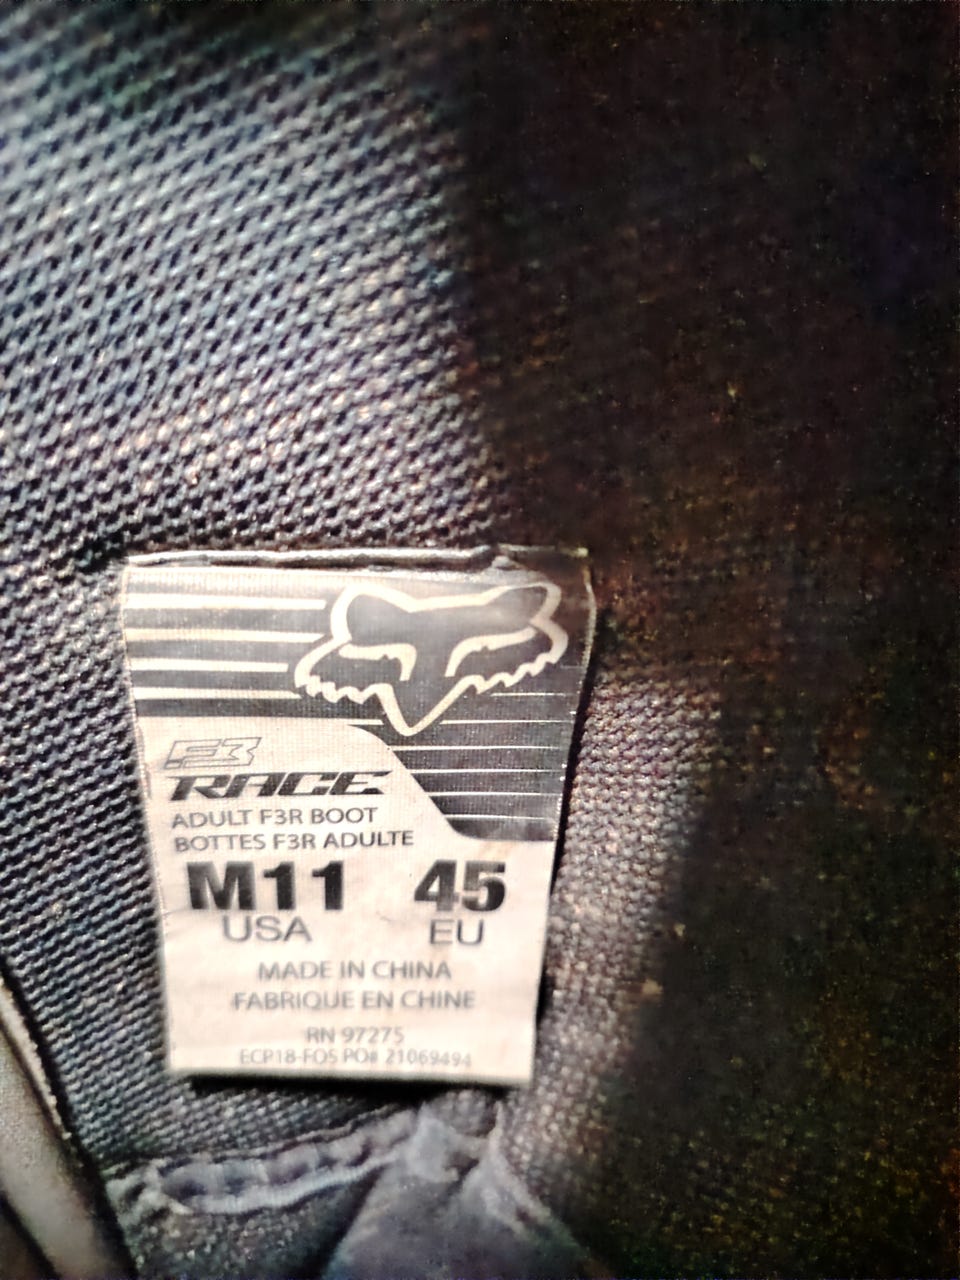 F3
RACE
ADULT F3R BOOT
BOTTES F3R ADULTE
M11 45
USA EU
MADE IN CHINA
FABRIQUE EN CHINE
RN 97275
ECP18-FOS PO# 21069494